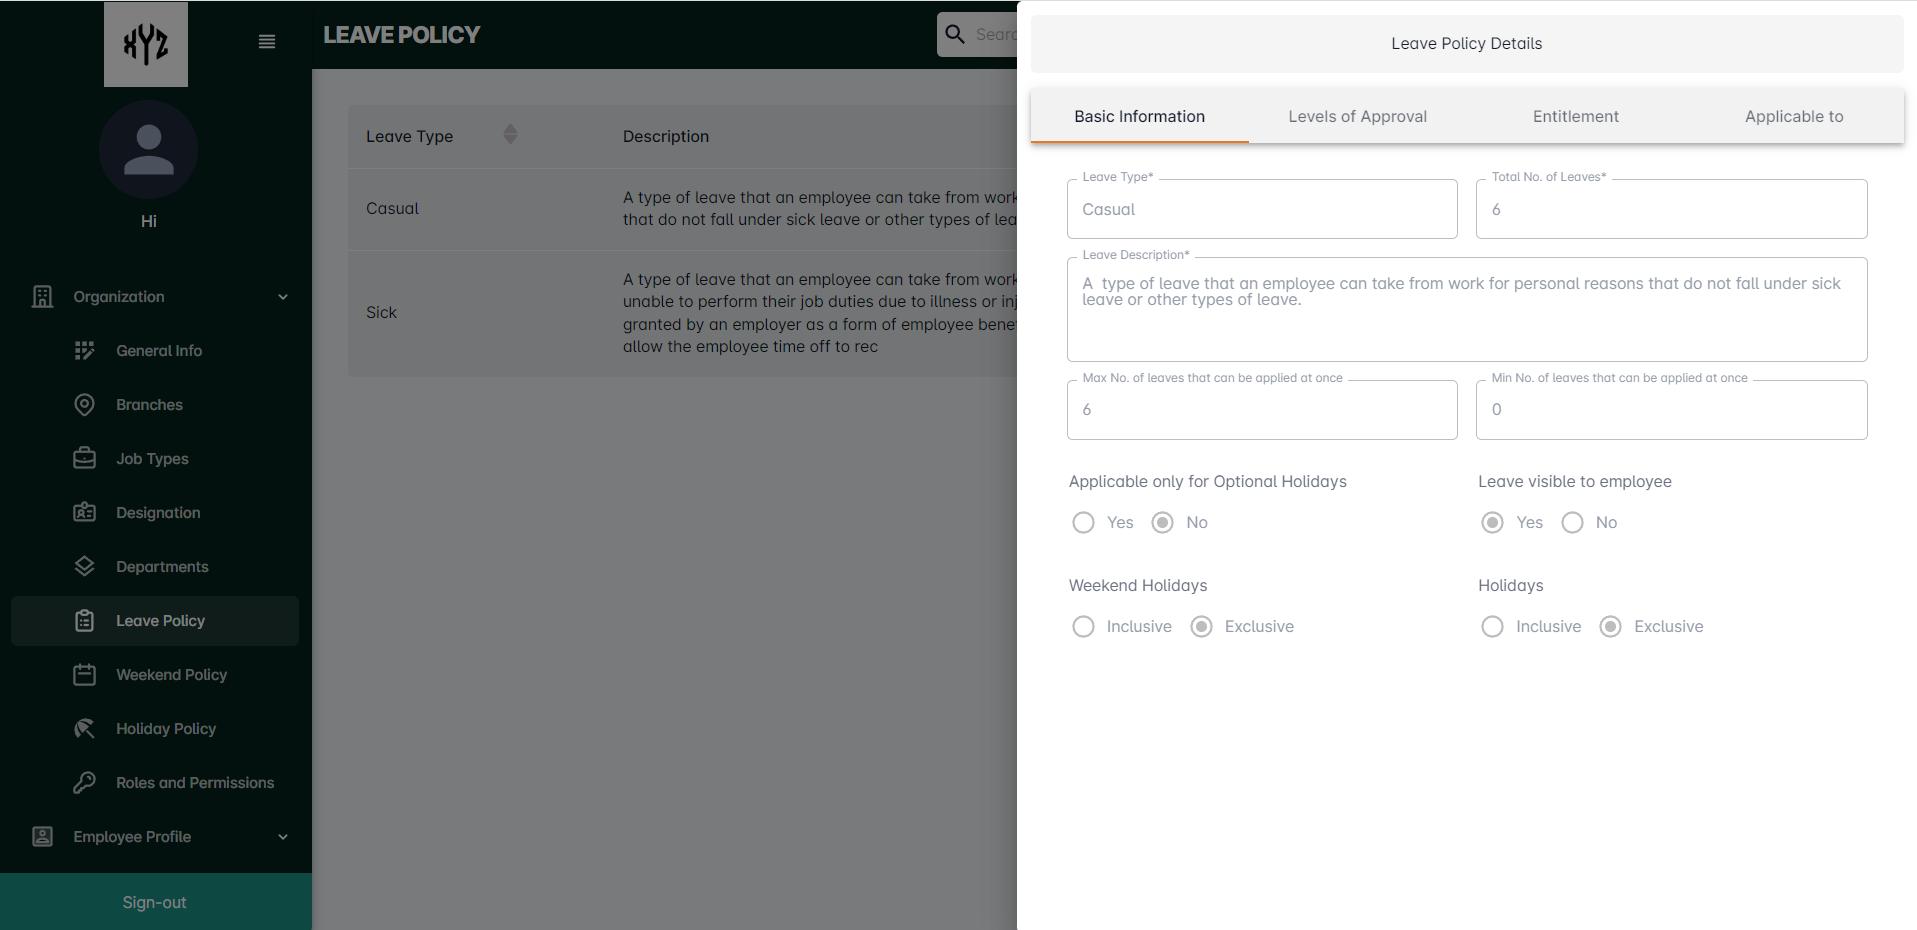 XYZ
Hi
Organization
General Info
Branches
Job Types
Designation
Departments
Leave Policy
Weekend Policy
Holiday Policy
Roles and Permissions
Employee Profile
Sign-out
LEAVE POLICY
Leave Type
Description
Casual
A type of leave that an employee can take from work
that do not fall under sick leave or other types of lea
Sick
A type of leave that an employee can take from work
unable to perform their job duties due to illness or inj
granted by an employer as a form of employee bene
allow the employee time off to rec
Leave Policy Details
Basic Information
Levels of Approval
Entitlement
Applicable to
Leave Type*
Casual
Total No. of Leaves*
6
Leave Description*
A  type of leave that an employee can take from work for personal reasons that do not fall under sick
leave or other types of leave.
Max No. of leaves that can be applied at once
6
Min No. of leaves that can be applied at once
0
Applicable only for Optional Holidays
Yes No
Leave visible to employee
Yes No
Weekend Holidays
Inclusive Exclusive
Holidays
Inclusive Exclusive